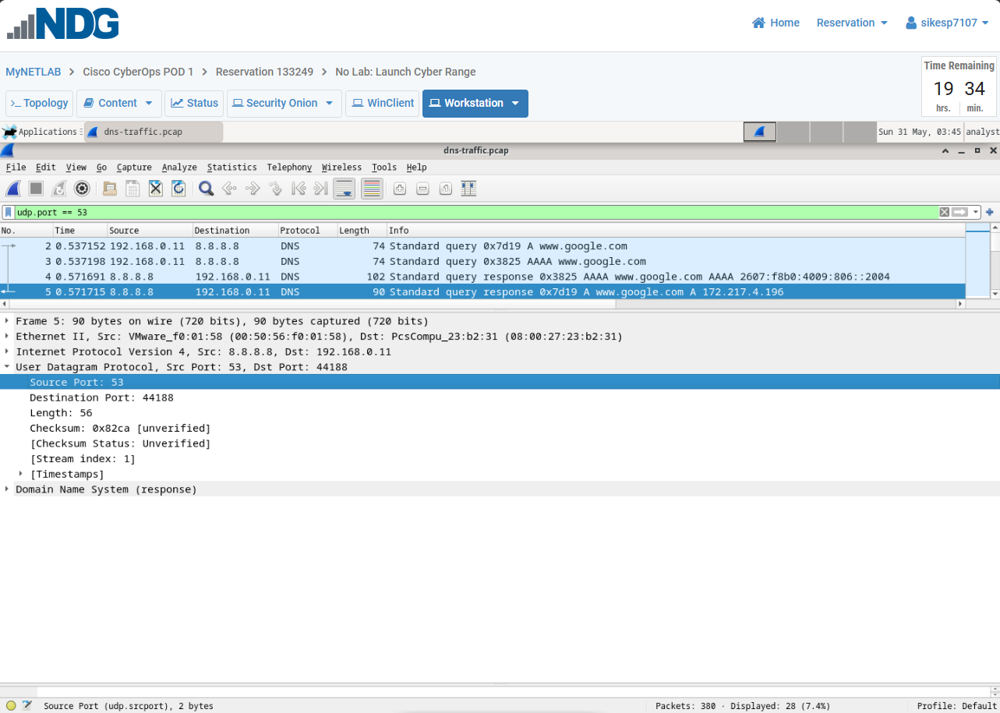 NDG
Home Reservation sikesp7107
MyNETLAB > Cisco CyberOps POD 1 > Reservation 133249 > No Lab: Launch Cyber Range
Time Remaining
19 34
hrs. min.
>_ Topology Content Status Security Onion WinClient Workstation
Applications dns-traffic.pcap Sun 31 May, 03:45 analyst
dns-traffic.pcap
File Edit View Go Capture Analyze Statistics Telephony Wireless Tools Help
udp.port == 53
No. Time Source Destination Protocol Length Info
2 0.537152 192.168.0.11 8.8.8.8 DNS 74 Standard query 0x7d19 A www.google.com
3 0.537198 192.168.0.11 8.8.8.8 DNS 74 Standard query 0x3825 AAAA www.google.com
4 0.571691 8.8.8.8 192.168.0.11 DNS 102 Standard query response 0x3825 AAAA www.google.com AAAA 2607:f8b0:4009:806::2004
5 0.571715 8.8.8.8 192.168.0.11 DNS 90 Standard query response 0x7d19 A www.google.com A 172.217.4.196
Frame 5: 90 bytes on wire (720 bits), 90 bytes captured (720 bits)
Ethernet II, Src: VMware_f0:01:58 (00:50:56:f0:01:58), Dst: PcsCompu_23:b2:31 (08:00:27:23:b2:31)
Internet Protocol Version 4, Src: 8.8.8.8, Dst: 192.168.0.11
User Datagram Protocol, Src Port: 53, Dst Port: 44188
Source Port: 53
Destination Port: 44188
Length: 56
Checksum: 0x82ca [unverified]
[Checksum Status: Unverified]
[Stream index: 1]
[Timestamps]
Domain Name System (response)
Source Port (udp.srcport), 2 bytes Packets: 380 · Displayed: 28 (7.4%) Profile: Default